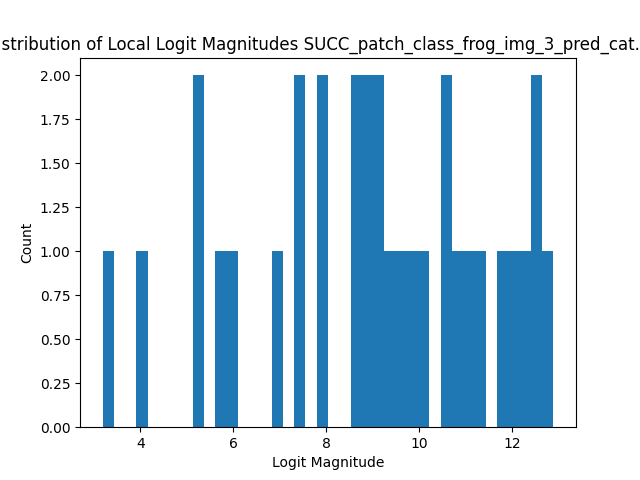 stribution of Local Logit Magnitudes SUCC_patch_class_frog_img_3_pred_cat.
2.00
1.75
1.50
1.25
1.00
0.75
0.50
0.25
0.00
Count
4 6 8 10 12
Logit Magnitude